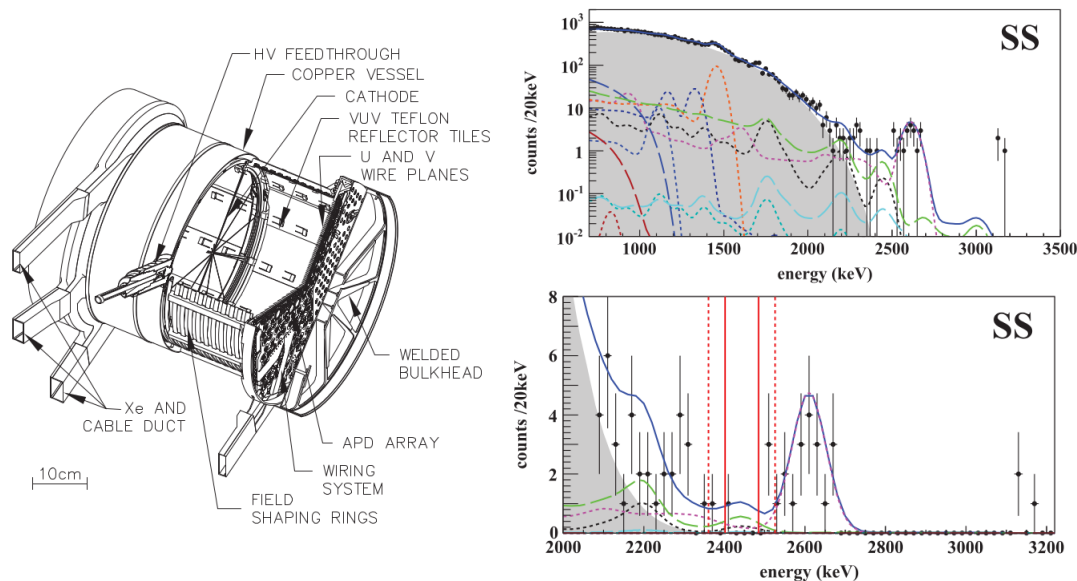 HV FEEDTHROUGH
COPPER VESSEL
CATHODE
VUV TEFLON
REFLECTOR TILES
U AND V
WIRE PLANES
WELDED
BULKHEAD
Xe AND
CABLE DUCT
APD ARRAY
WIRING
SYSTEM
10cm
FIELD
SHAPING RINGS
SS
counts /20keV
10³
10²
10
1
10⁻¹
10⁻²
1000 1500 2000 2500 3000 3500
energy (keV)
SS
counts /20keV
8
6
4
2
0
2000 2200 2400 2600 2800 3000 3200
energy (keV)